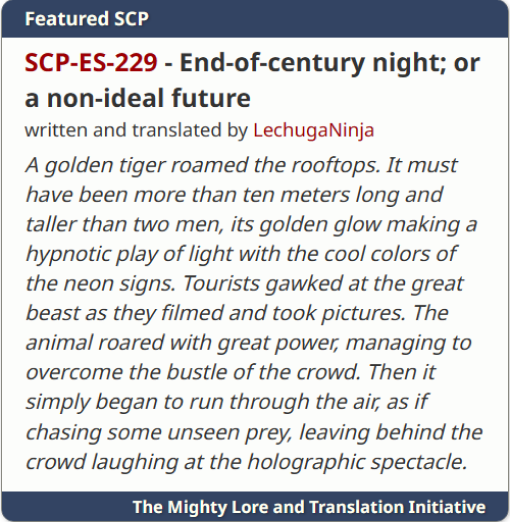 Featured SCP
SCP-ES-229 - End-of-century night; or
a non-ideal future
written and translated by LechugaNinja
A golden tiger roamed the rooftops. It must
have been more than ten meters long and
taller than two men, its golden glow making a
hypnotic play of light with the cool colors of
the neon signs. Tourists gawked at the great
beast as they filmed and took pictures. The
animal roared with great power, managing to
overcome the bustle of the crowd. Then it
simply began to run through the air, as if
chasing some unseen prey, leaving behind the
crowd laughing at the holographic spectacle.
The Mighty Lore and Translation Initiative